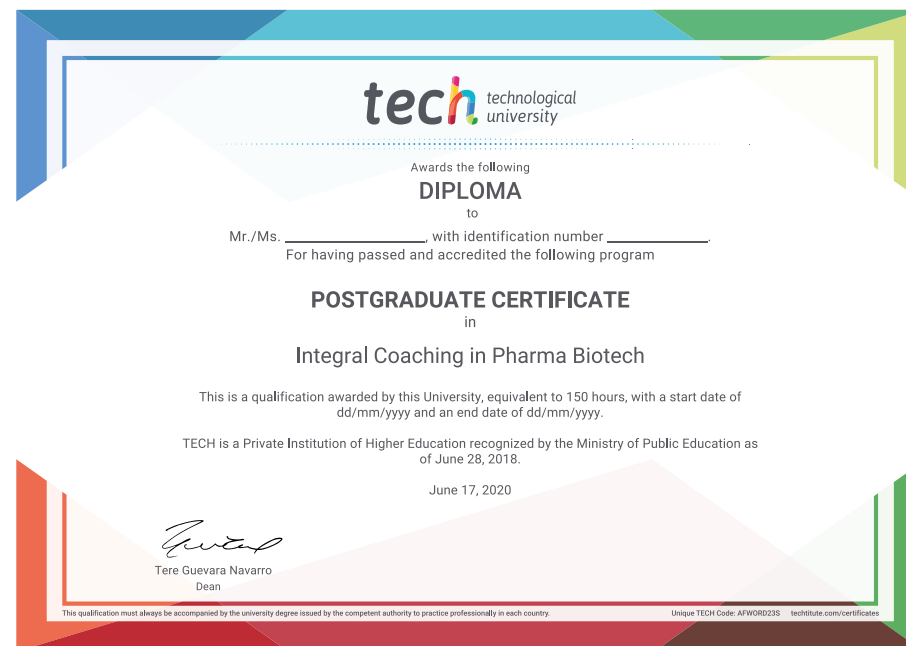 tech technological
university
Awards the following
DIPLOMA
to
Mr./Ms. ____________________, with identification number ______________.
For having passed and accredited the following program
POSTGRADUATE CERTIFICATE
in
Integral Coaching in Pharma Biotech
This is a qualification awarded by this University, equivalent to 150 hours, with a start date of
dd/mm/yyyy and an end date of dd/mm/yyyy.
TECH is a Private Institution of Higher Education recognized by the Ministry of Public Education as
of June 28, 2018.
June 17, 2020
Tere Guevara Navarro
Dean
This qualification must always be accompanied by the university degree issued by the competent authority to practice professionally in each country. Unique TECH Code: AFWORD23S techtitute.com/certificates